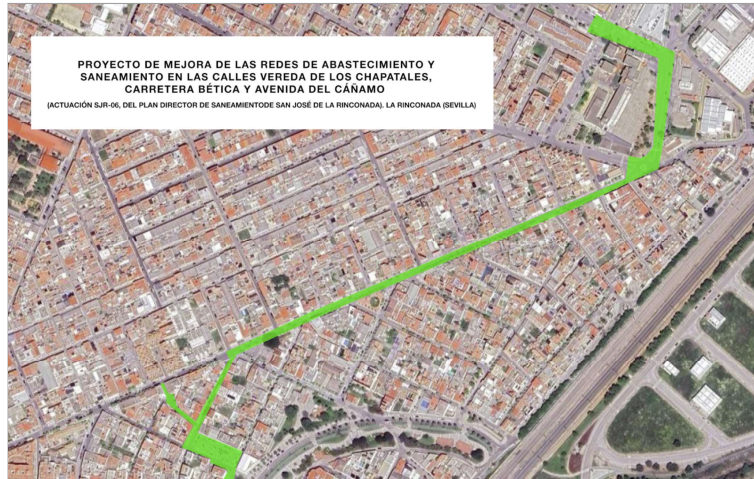 PROYECTO DE MEJORA DE LAS REDES DE ABASTECIMIENTO Y
SANEAMIENTO EN LAS CALLES VEREDA DE LOS CHAPATALES,
CARRETERA BÉTICA Y AVENIDA DEL CÁÑAMO
(ACTUACIÓN SJR-06, DEL PLAN DIRECTOR DE SANEAMIENTODE SAN JOSÉ DE LA RINCONADA). LA RINCONADA (SEVILLA)